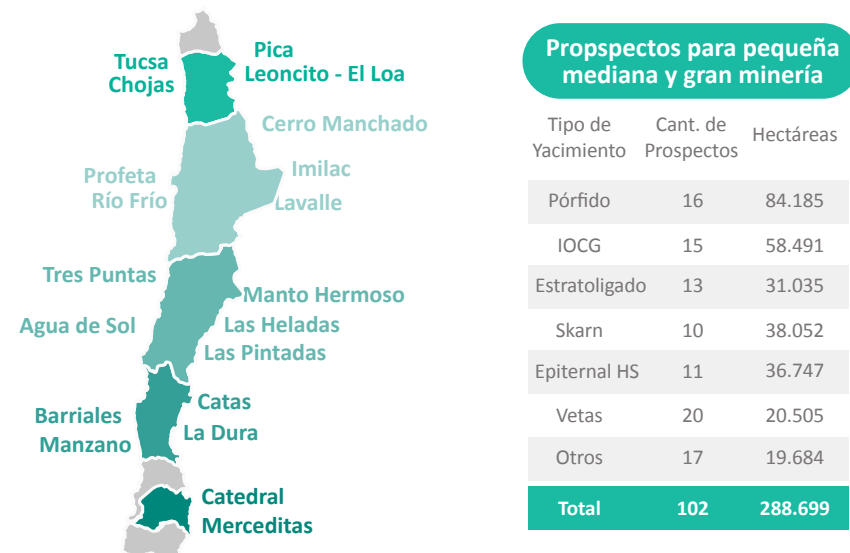 Tucsa
Chojas
Pica
Leoncito - El Loa
Cerro Manchado
Profeta
Río Frío
Imilac
Lavalle
Tres Puntas
Manto Hermoso
Agua de Sol
Las Heladas
Las Pintadas
Barriales
Manzano
Catas
La Dura
Catedral
Merceditas
Propspectos para pequeña
mediana y gran minería
Tipo de Yacimiento Cant. de Prospectos Hectáreas
Pórfido 16 84.185
IOCG 15 58.491
Estratoligado 13 31.035
Skarn 10 38.052
Epiternal HS 11 36.747
Vetas 20 20.505
Otros 17 19.684
Total 102 288.699